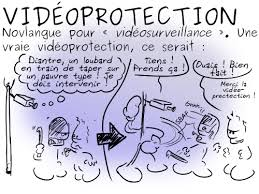 VIDÉOPROTECTION
Novlangue pour « vidéosurveillance ». Une
vraie vidéoprotection, ce serait :
Diantre, un loubard
en train de taper sur
un pauvre type ! Je
dois intervenir
Tiens !
Prends ça !
Ouais ! Bien
fait !
Merci la
vidéo-
protection !